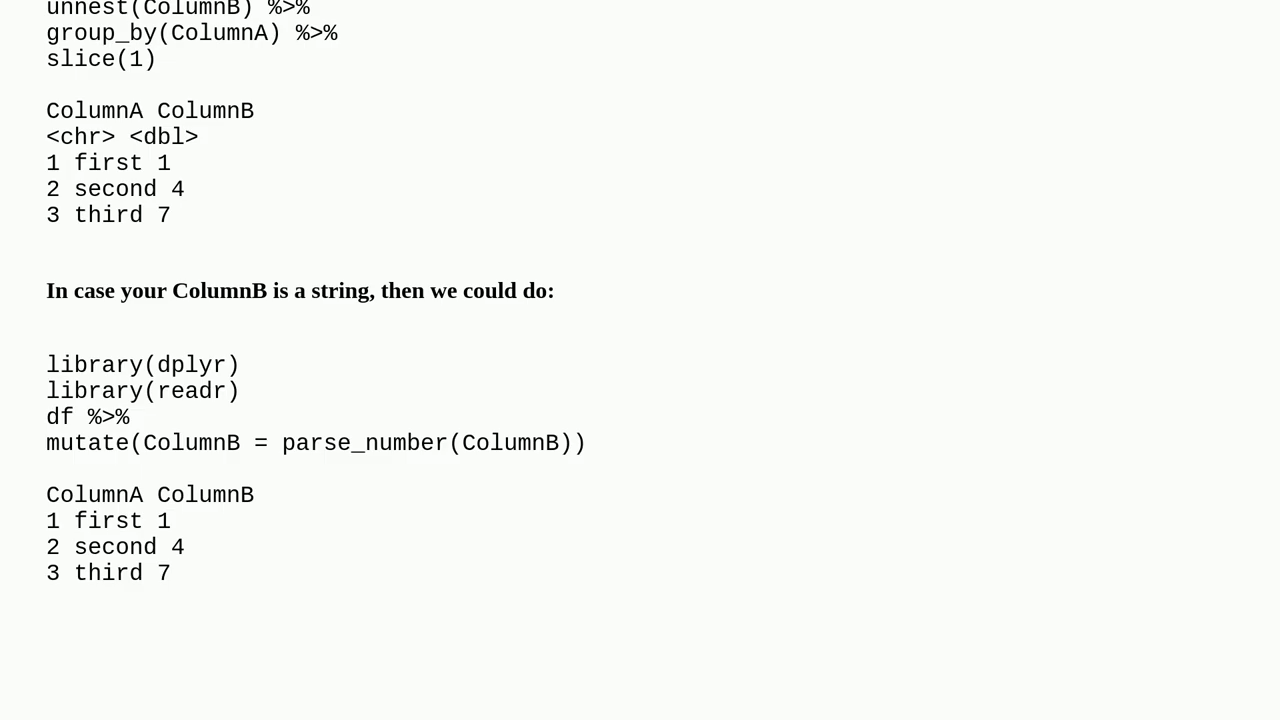 unnest(ColumnB) %>%
group_by(ColumnA) %>%
slice(1)
ColumnA ColumnB
<chr> <dbl>
1 first 1
2 second 4
3 third 7
In case your ColumnB is a string, then we could do:
library(dplyr)
library(readr)
df %>%
mutate(ColumnB = parse_number(ColumnB))
ColumnA ColumnB
1 first 1
2 second 4
3 third 7